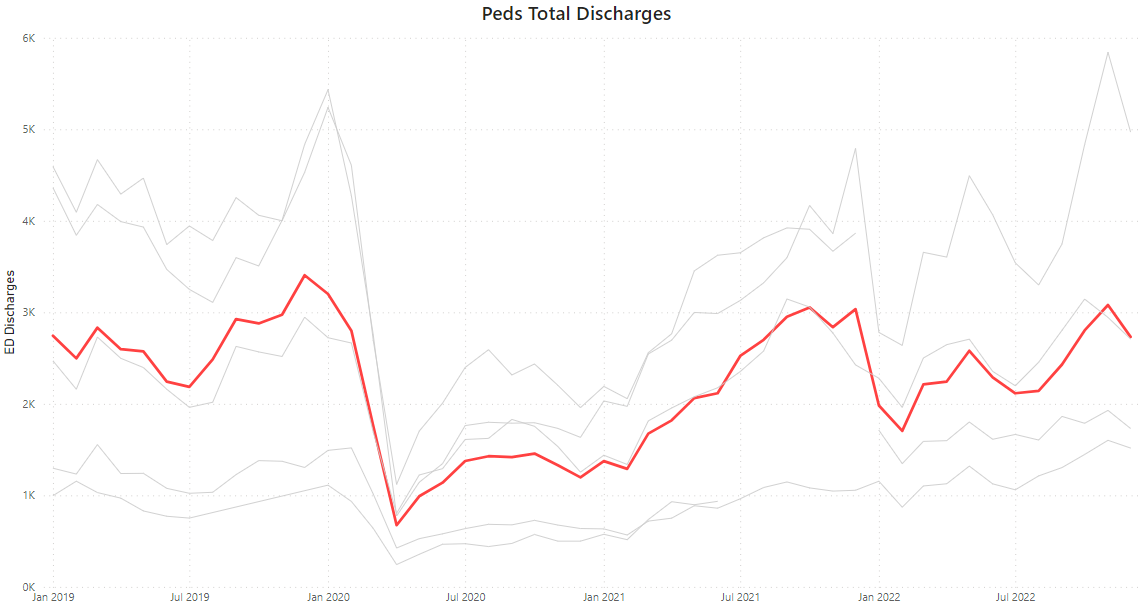 Peds Total Discharges
6K
5K
4K
3K
2K
1K
0K
ED Discharges
Jan 2019
Jul 2019
Jan 2020
Jul 2020
Jan 2021
Jul 2021
Jan 2022
Jul 2022